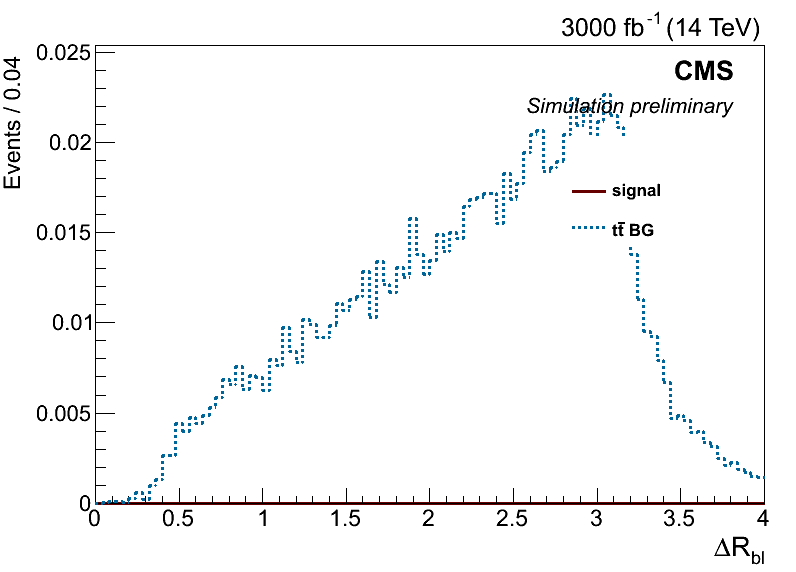 3000 fb⁻¹ (14 TeV)
CMS
Simulation preliminary
Events / 0.04
0.025
0.02
0.015
0.01
0.005
0
signal
tt̄ BG
0 0.5 1 1.5 2 2.5 3 3.5 4
ΔR_bl